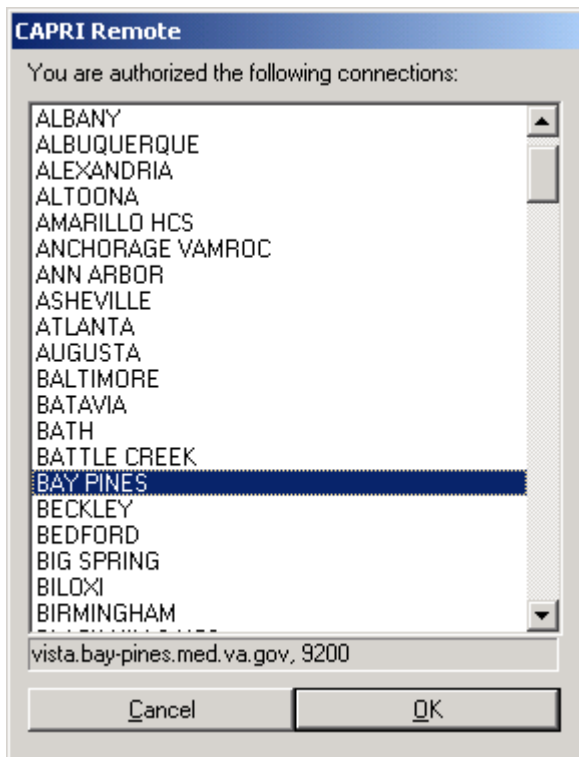 CAPRI Remote
You are authorized the following connections:
ALBANY
ALBUQUERQUE
ALEXANDRIA
ALTOONA
AMARILLO HCS
ANCHORAGE VAMROC
ANN ARBOR
ASHEVILLE
ATLANTA
AUGUSTA
BALTIMORE
BATAVIA
BATH
BATTLE CREEK
BAY PINES
BECKLEY
BEDFORD
BIG SPRING
BILOXI
BIRMINGHAM
vista.bay-pines.med.va.gov, 9200
Cancel OK